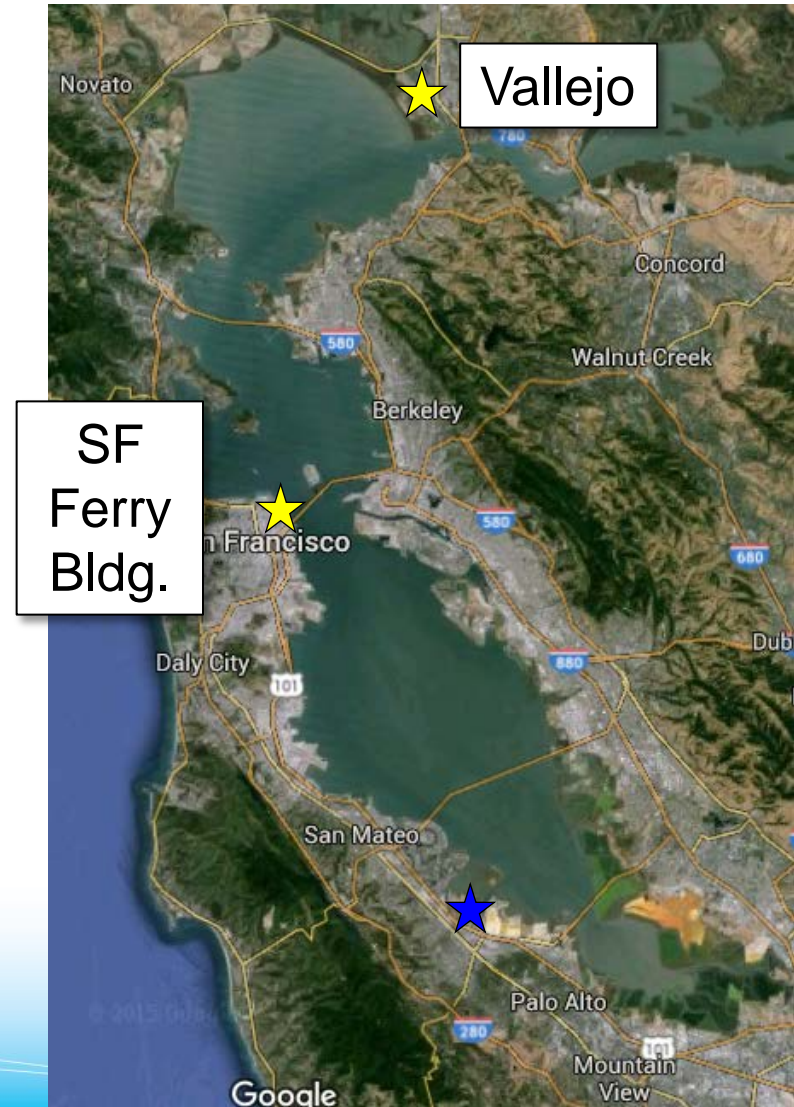 Novato
Vallejo
780
Concord
580
Walnut Creek
Berkeley
SF
Ferry
Bldg.
580
n Francisco
680
Dub
Daly City
880
101
San Mateo
Palo Alto
280
101
Mountain
View
Google